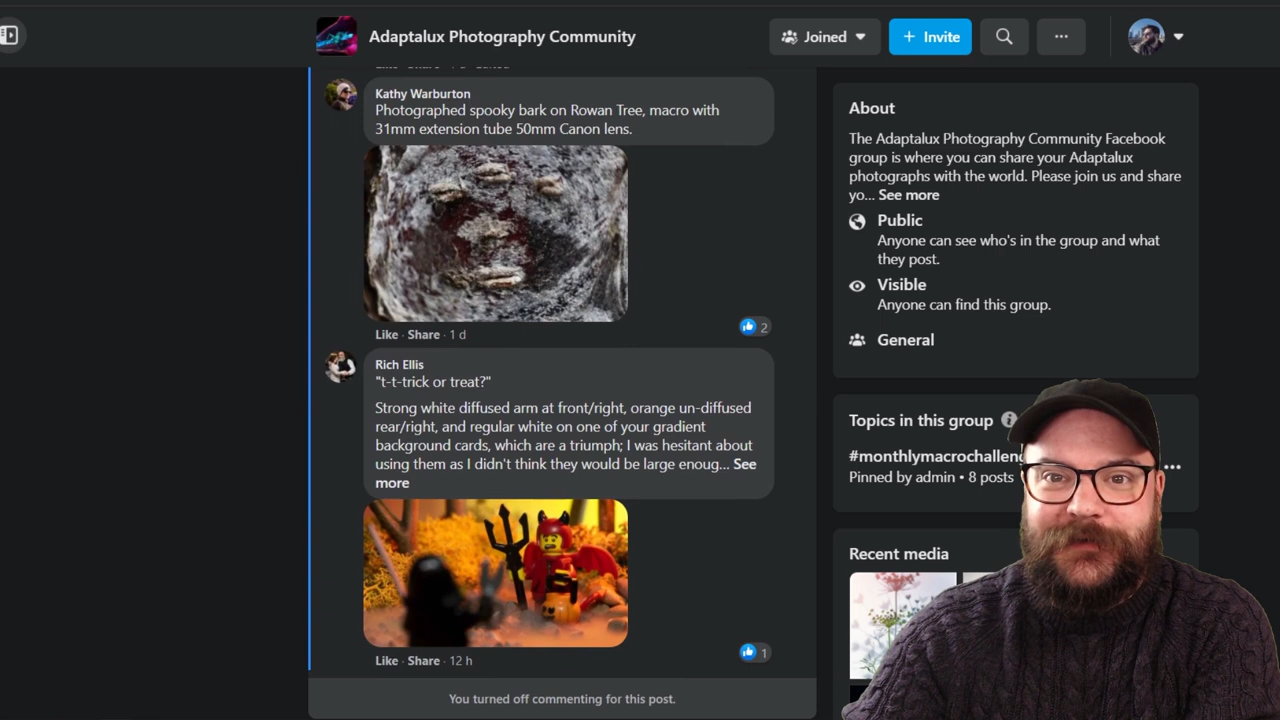 Adaptalux Photography Community
Joined
+ Invite
Kathy Warburton
Photographed spooky bark on Rowan Tree, macro with
31mm extension tube 50mm Canon lens.
Like · Share · 1 d
2
Rich Ellis
"t-t-trick or treat?"
Strong white diffused arm at front/right, orange un-diffused
rear/right, and regular white on one of your gradient
background cards, which are a triumph; I was hesitant about
using them as I didn't think they would be large enoug... See
more
Like · Share · 12 h
1
You turned off commenting for this post.
About
The Adaptalux Photography Community Facebook
group is where you can share your Adaptalux
photographs with the world. Please join us and share
yo... See more
Public
Anyone can see who's in the group and what
they post.
Visible
Anyone can find this group.
General
Topics in this group
#monthlymacrochalleng
Pinned by admin • 8 posts
Recent media